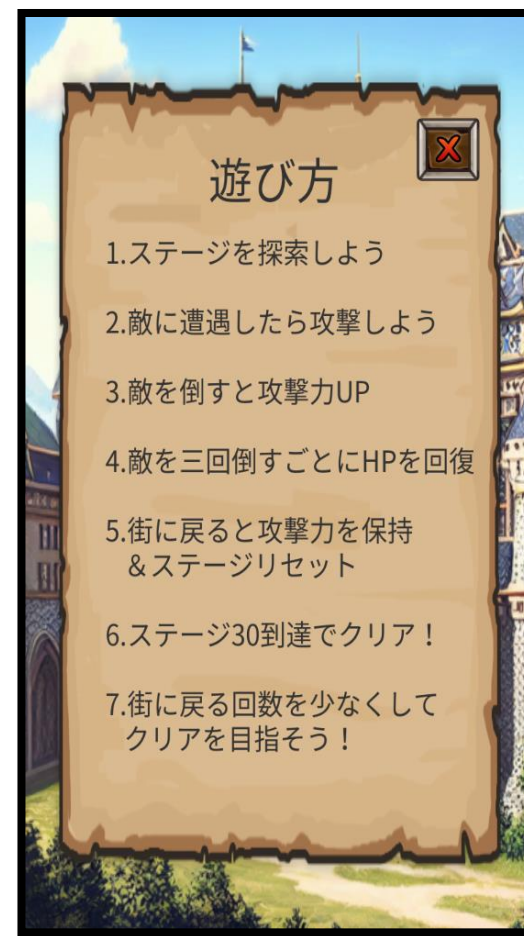 遊び方
1.ステージを探索しよう
2.敵に遭遇したら攻撃しよう
3.敵を倒すと攻撃力UP
4.敵を三回倒すごとにHPを回復
5.街に戻ると攻撃力を保持
＆ステージリセット
6.ステージ30到達でクリア！
7.街に戻る回数を少なくして
クリアを目指そう！